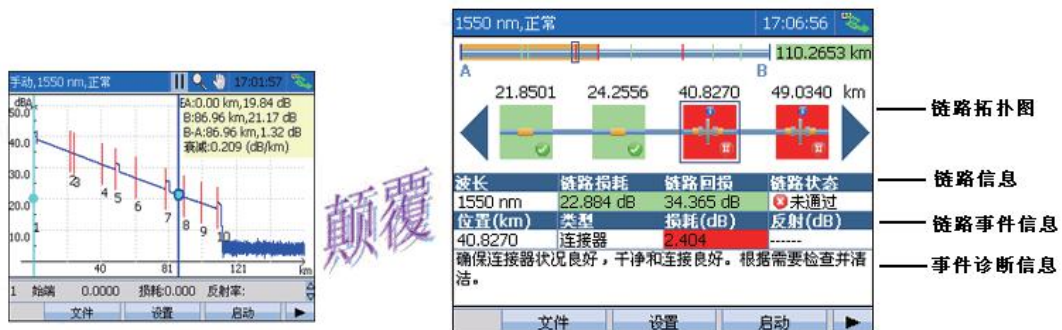 手动,1550 nm,正常 17:01:57
dBA
50.0
40.0
30.0
20.0
10.0
A:0.00 km,19.84 dB
B:86.96 km,21.17 dB
B-A:86.96 km,1.32 dB
衰减:0.209 (dB/km)
1 2 3 4 5 6 7 8 9 10
40 81 121 km
1 始端 0.0000 损耗:0.000 反射率:
文件 设置 启动
颠覆
1550 nm,正常 17:06:56
110.2653 km
A B
21.8501 24.2556 40.8270 49.0340 km
链路拓扑图
波长 链路损耗 链路回损 链路状态
链路信息
1550 nm 22.884 dB 34.365 dB 未通过
位置(km) 类型 损耗(dB) 反射(dB)
链路事件信息
40.8270 连接器 2.404 ------
确保连接器状况良好，干净和连接良好。根据需要检查并清
洁。
事件诊断信息
文件 设置 启动